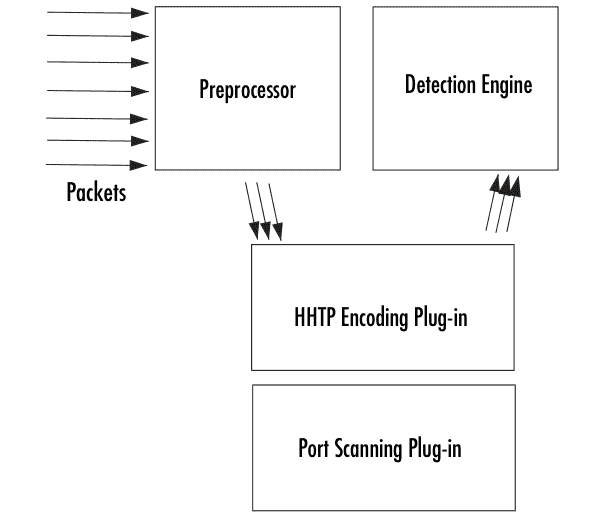 Preprocessor
Detection Engine
Packets
HHTP Encoding Plug-in
Port Scanning Plug-in